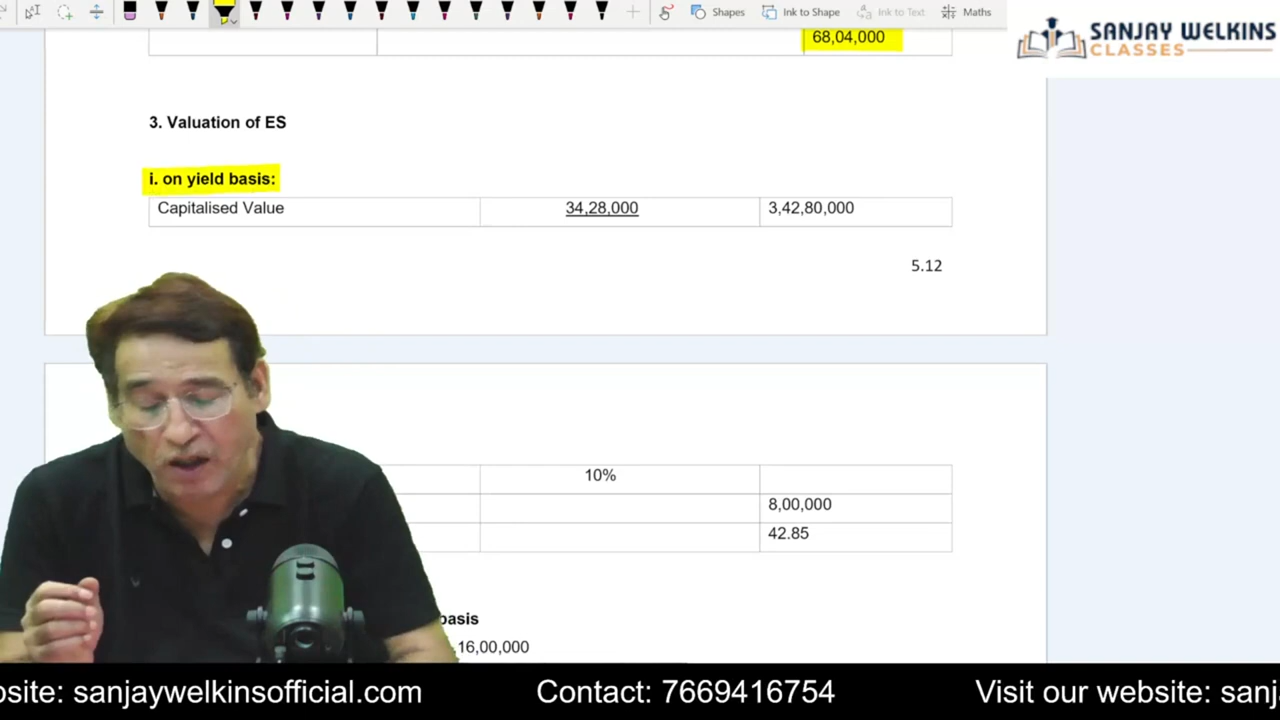 Shapes Ink to Shape Ink to Text Maths
SANJAY WELKINS
CLASSES
68,04,000
3. Valuation of ES
i. on yield basis:
Capitalised Value 34,28,000 3,42,80,000
5.12
10%
8,00,000
42.85
basis
16,00,000
site: sanjaywelkinsofficial.com Contact: 7669416754 Visit our website: sanj